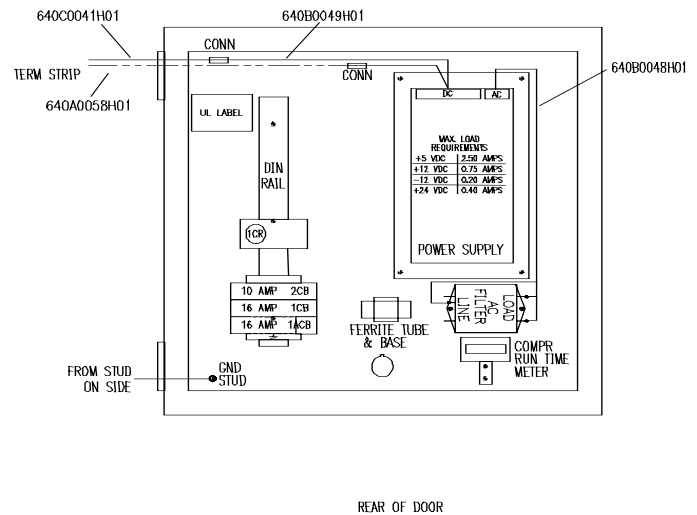 640C0041H01
640B0049H01
CONN
640B0048H01
TERM STRIP
CONN
640A0058H01
DC
AC
UL LABEL
MAX. LOAD
REQUIREMENTS
+5 VDC 2.50 AMPS
+12 VDC 0.75 AMPS
-12 VDC 0.20 AMPS
+24 VDC 0.40 AMPS
DIN
RAIL
1CR
POWER SUPPLY
10 AMP 2CB
16 AMP 1CB
16 AMP 1ACB
LOAD
AC
FILTER
LINE
FERRITE TUBE
& BASE
COMPR
RUN TIME
METER
FROM STUD
ON SIDE
GND
STUD
REAR OF DOOR